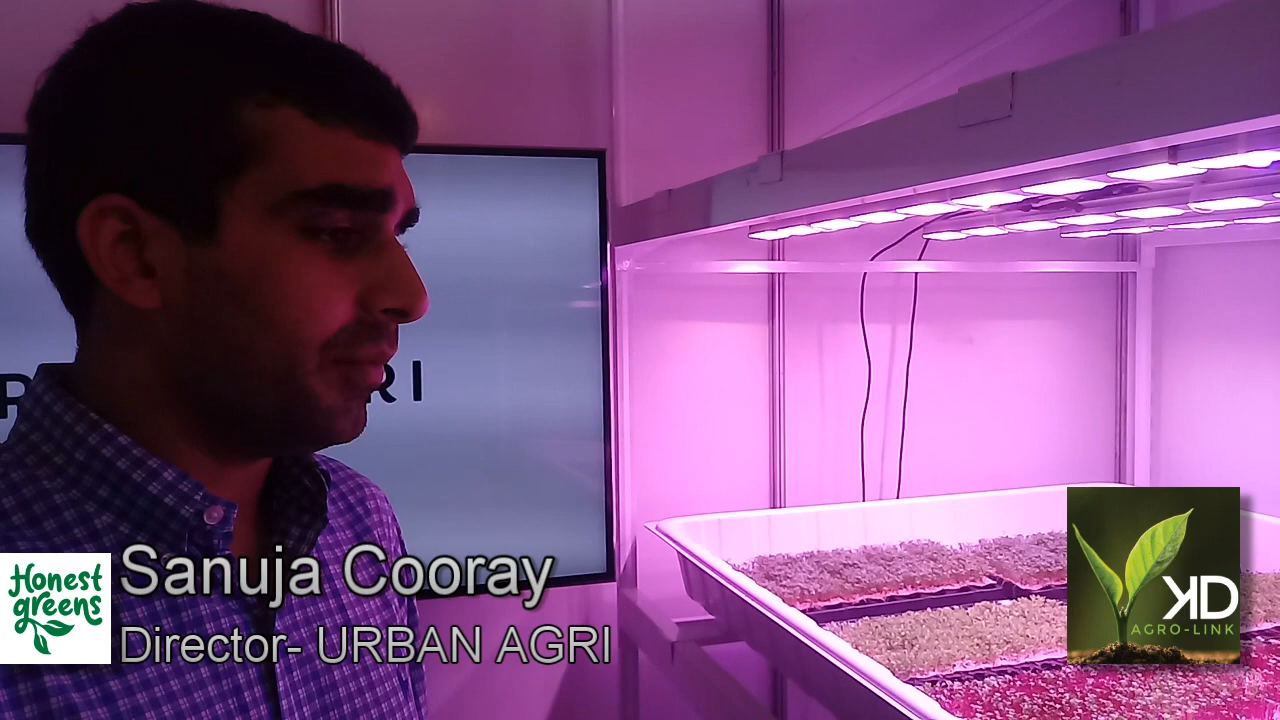 RI
Honest
greens
Sanuja Cooray
Director- URBAN AGRI
KD
AGRO-LINK